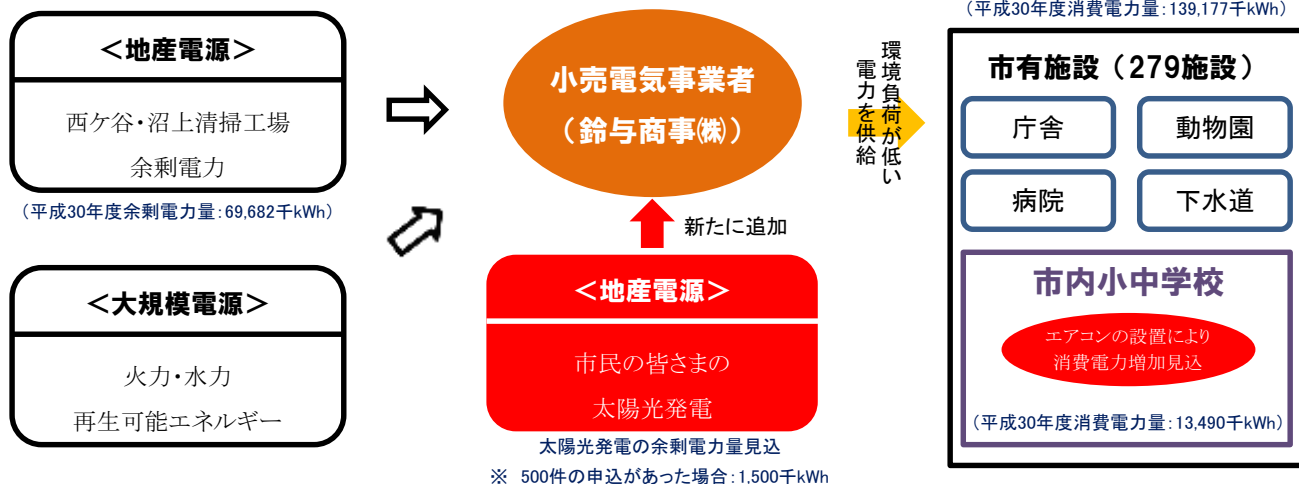 ＜地産電源＞
西ケ谷・沼上清掃工場
余剰電力
（平成30年度余剰電力量：69,682千kWh）
＜大規模電源＞
火力・水力
再生可能エネルギー
小売電気事業者
（鈴与商事㈱）
新たに追加
＜地産電源＞
市民の皆さまの
太陽光発電
太陽光発電の余剰電力量見込
※ 500件の申込があった場合：1,500千kWh
環境負荷が低い
電力を供給
（平成30年度消費電力量：139,177千kWh）
市有施設（279施設）
庁舎
動物園
病院
下水道
市内小中学校
エアコンの設置により
消費電力増加見込
（平成30年度消費電力量：13,490千kWh）